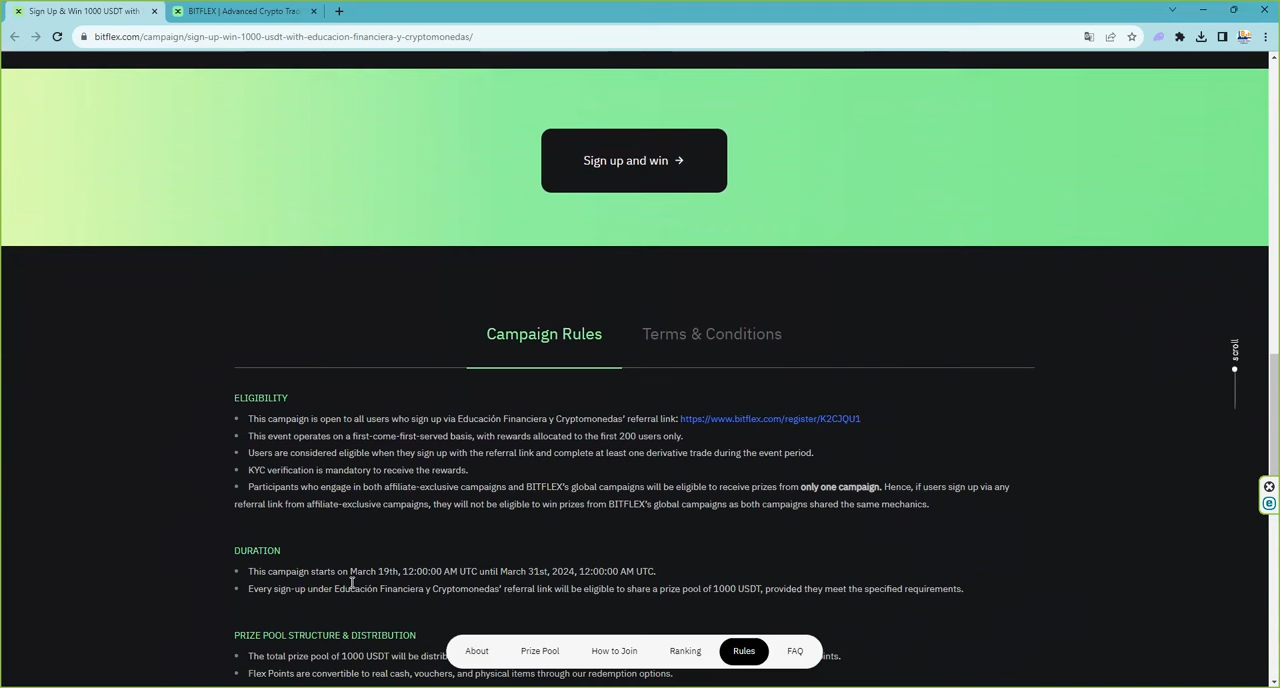 Sign Up & Win 1000 USDT with
BITFLEX | Advanced Crypto Trad
bitflex.com/campaign/sign-up-win-1000-usdt-with-educacion-financiera-y-cryptomonedas/
Sign up and win →
Campaign Rules
Terms & Conditions
scroll
ELIGIBILITY
• This campaign is open to all users who sign up via Educación Financiera y Cryptomonedas’ referral link: https://www.bitflex.com/register/K2CJQU1
• This event operates on a first-come-first-served basis, with rewards allocated to the first 200 users only.
• Users are considered eligible when they sign up with the referral link and complete at least one derivative trade during the event period.
• KYC verification is mandatory to receive the rewards.
• Participants who engage in both affiliate-exclusive campaigns and BITFLEX’s global campaigns will be eligible to receive prizes from only one campaign. Hence, if users sign up via any
referral link from affiliate-exclusive campaigns, they will not be eligible to win prizes from BITFLEX’s global campaigns as both campaigns shared the same mechanics.
DURATION
• This campaign starts on March 19th, 12:00:00 AM UTC until March 31st, 2024, 12:00:00 AM UTC.
• Every sign-up under Educación Financiera y Cryptomonedas’ referral link will be eligible to share a prize pool of 1000 USDT, provided they meet the specified requirements.
PRIZE POOL STRUCTURE & DISTRIBUTION
• The total prize pool of 1000 USDT will be distrib
ints.
About
Prize Pool
How to Join
Ranking
Rules
FAQ
• Flex Points are convertible to real cash, vouchers, and physical items through our redemption options.